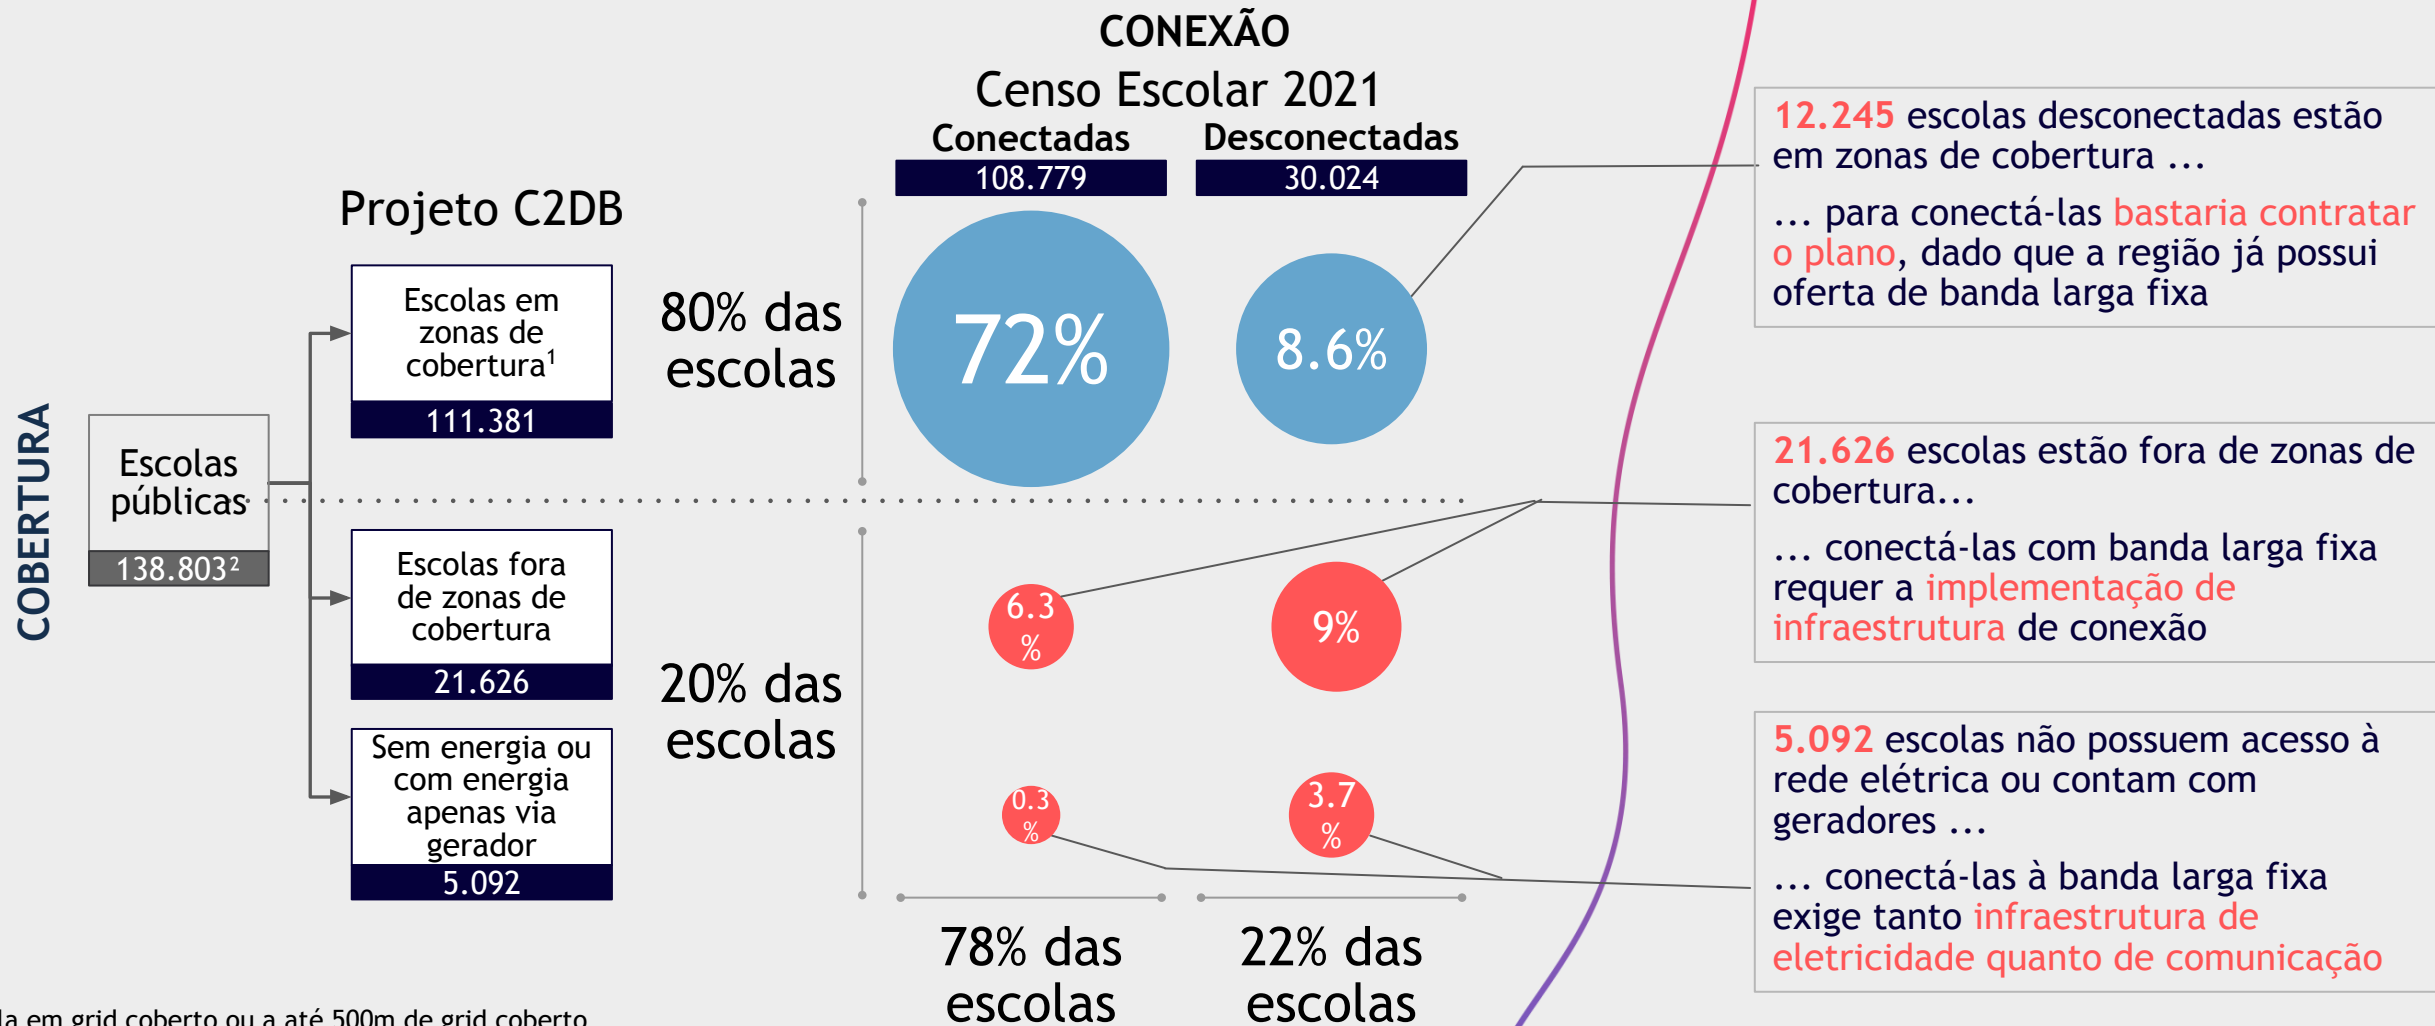 CONEXÃO
Censo Escolar 2021
Conectadas
Desconectadas
108.779
30.024
Projeto C2DB
COBERTURA
Escolas
públicas
138.803²
Escolas em
zonas de
cobertura¹
111.381
Escolas fora
de zonas de
cobertura
21.626
Sem energia ou
com energia
apenas via
gerador
5.092
80% das
escolas
20% das
escolas
72%
8.6%
6.3
%
9%
0.3
%
3.7
%
78% das
escolas
22% das
escolas
12.245 escolas desconectadas estão
em zonas de cobertura ...
... para conectá-las bastaria contratar
o plano, dado que a região já possui
oferta de banda larga fixa
21.626 escolas estão fora de zonas de
cobertura...
... conectá-las com banda larga fixa
requer a implementação de
infraestrutura de conexão
5.092 escolas não possuem acesso à
rede elétrica ou contam com
geradores ...
... conectá-las à banda larga fixa
exige tanto infraestrutura de
eletricidade quanto de comunicação
la em grid coberto ou a até 500m de grid coberto